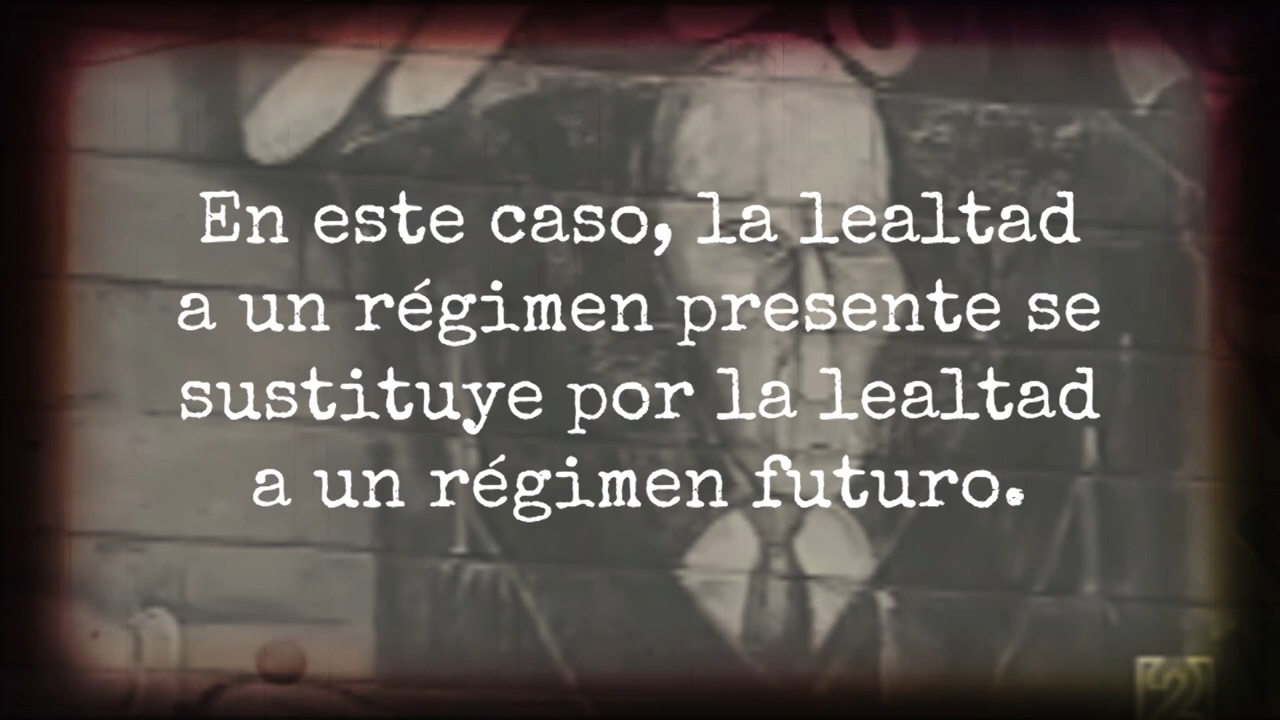 En este caso, la lealtad
a un régimen presente se
sustituye por la lealtad
a un régimen futuro.